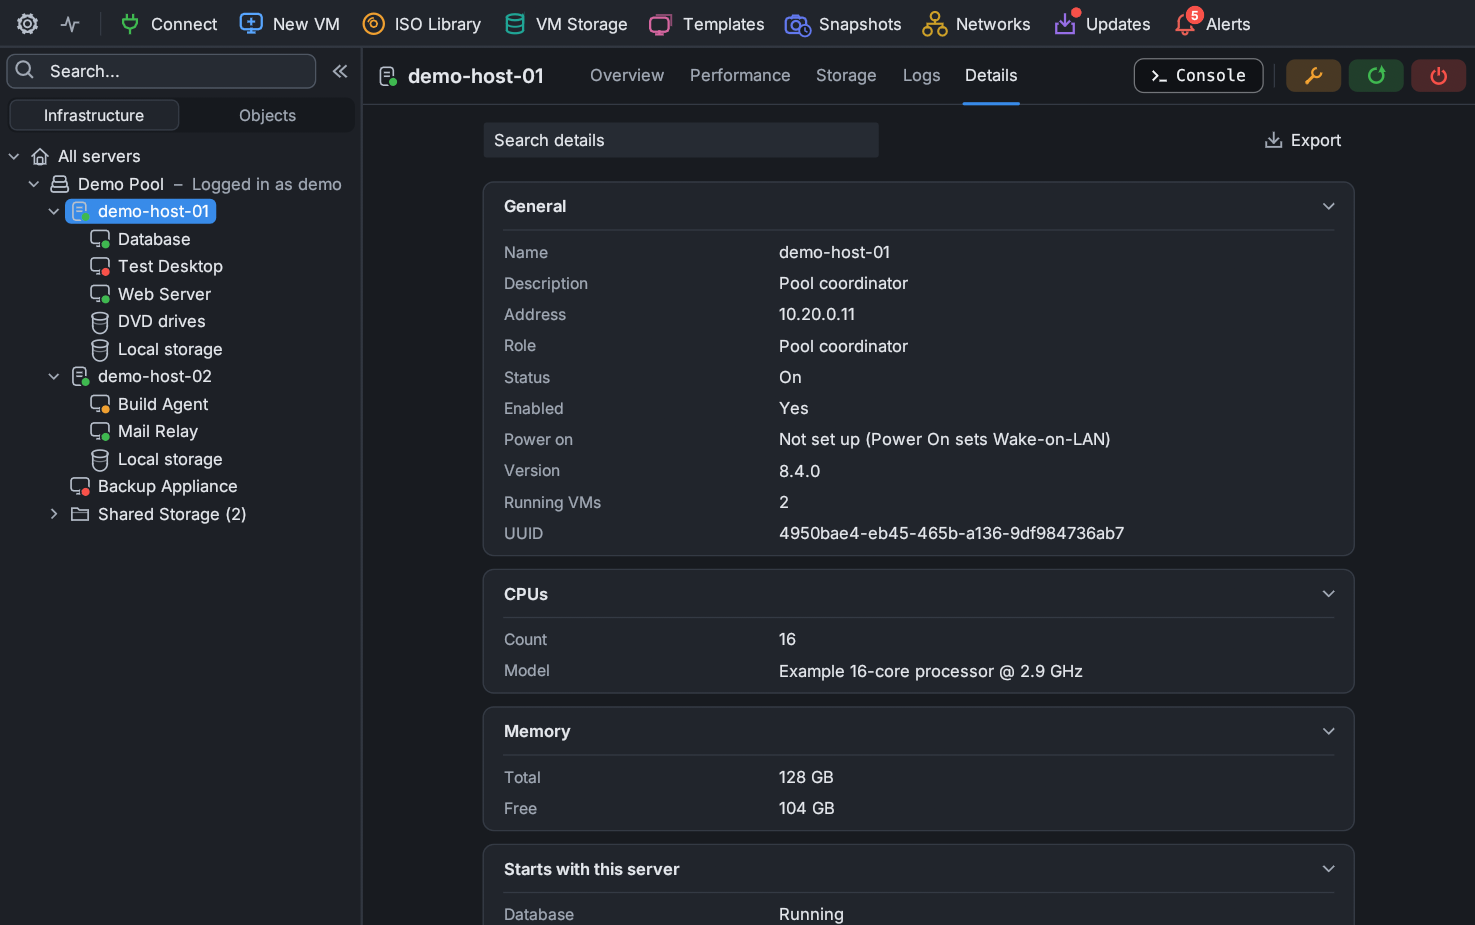 Connect New VM ISO Library VM Storage Templates Snapshots Networks Updates 5 Alerts
Search...
demo-host-01 Overview Performance Storage Logs Details >_ Console
Infrastructure Objects
All servers
Demo Pool – Logged in as demo
demo-host-01
Database
Test Desktop
Web Server
DVD drives
Local storage
demo-host-02
Build Agent
Mail Relay
Local storage
Backup Appliance
Shared Storage (2)
Search details Export
General
Name demo-host-01
Description Pool coordinator
Address 10.20.0.11
Role Pool coordinator
Status On
Enabled Yes
Power on Not set up (Power On sets Wake-on-LAN)
Version 8.4.0
Running VMs 2
UUID 4950bae4-eb45-465b-a136-9df984736ab7
CPUs
Count 16
Model Example 16-core processor @ 2.9 GHz
Memory
Total 128 GB
Free 104 GB
Starts with this server
Database Running